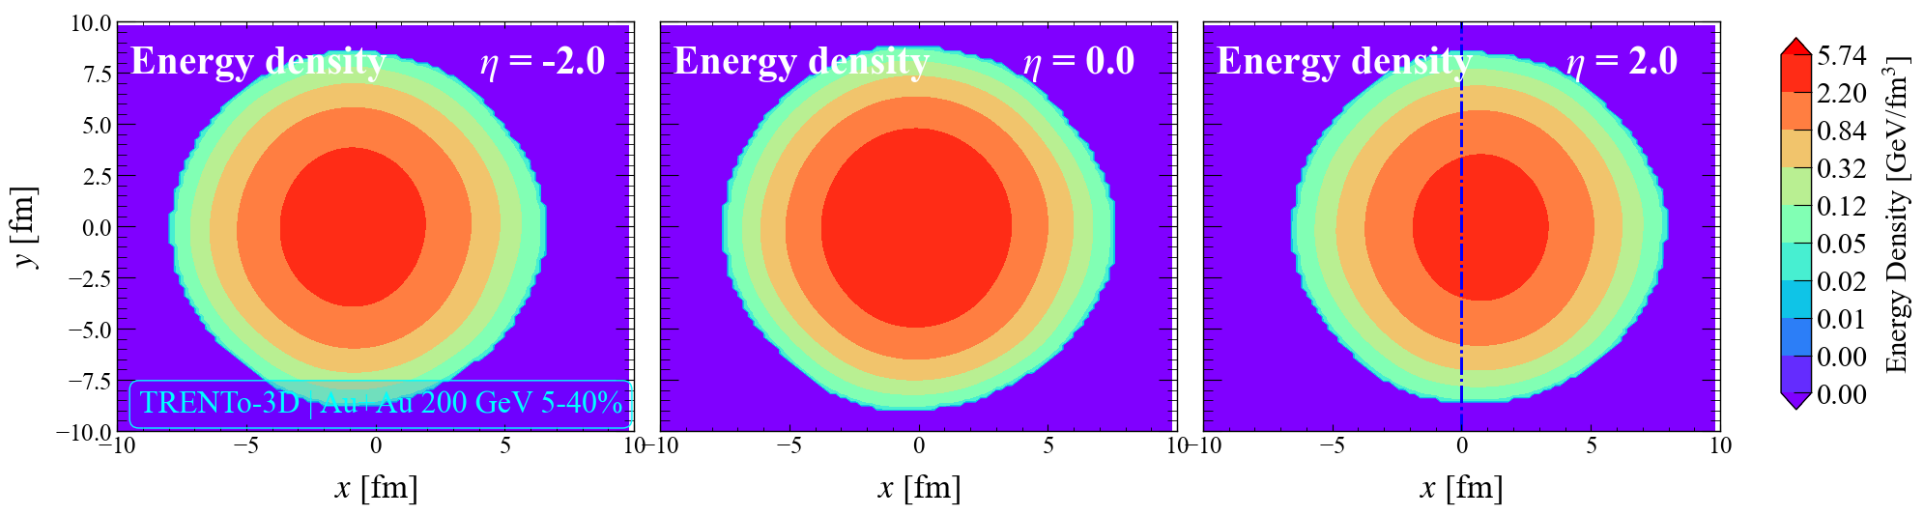 Energy density η = -2.0
Energy density η = 0.0
Energy density η = 2.0
TRENTo-3D | Au+Au 200 GeV 5-40%
10.0
7.5
5.0
2.5
0.0
−2.5
−5.0
−7.5
−10.0
y [fm]
−10 −5 0 5 10
x [fm]
−10 −5 0 5 10
x [fm]
−10 −5 0 5 10
x [fm]
5.74
2.20
0.84
0.32
0.12
0.05
0.02
0.01
0.00
0.00
Energy Density [GeV/fm³]